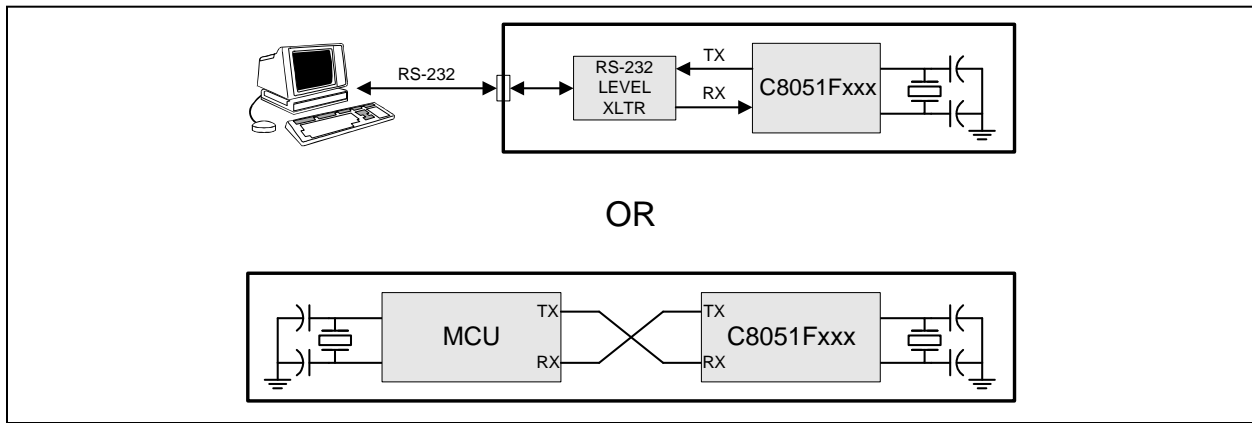 RS-232
RS-232
LEVEL
XLTR
TX
RX
C8051Fxxx
OR
MCU
TX
RX
TX
RX
C8051Fxxx